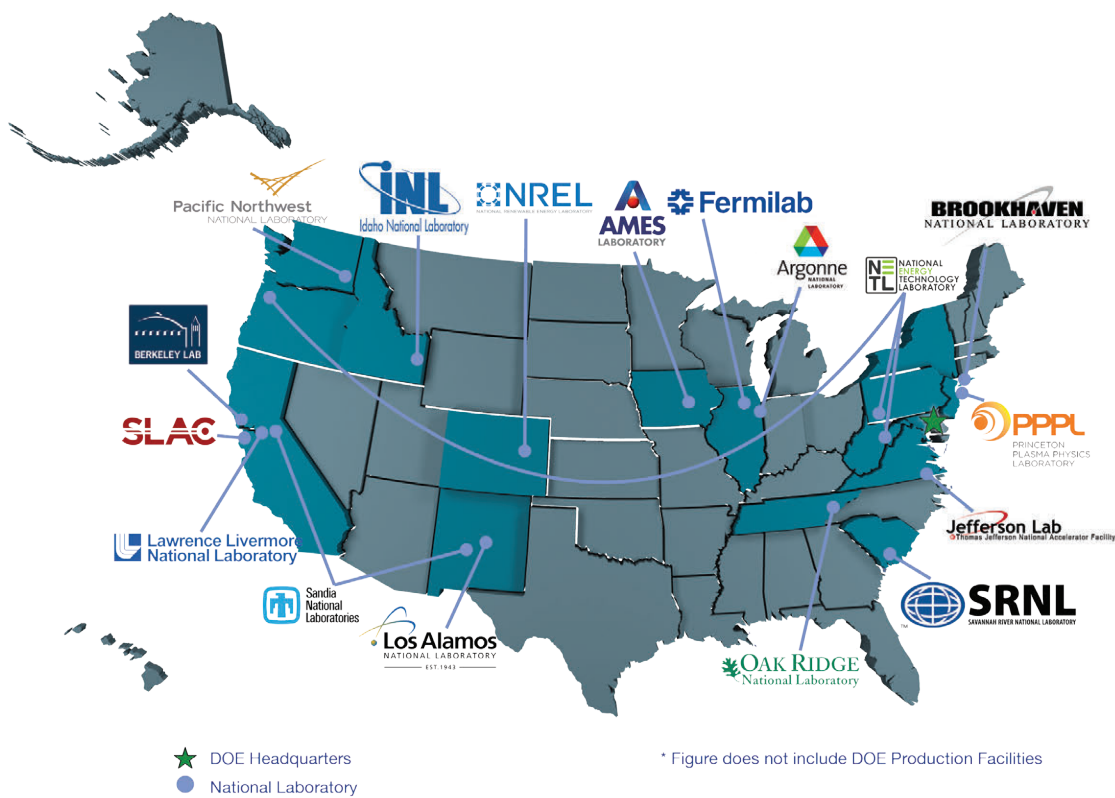 Pacific Northwest
NATIONAL LABORATORY
INL
Idaho National Laboratory
NREL
NATIONAL RENEWABLE ENERGY LABORATORY
AMES
LABORATORY
Fermilab
Argonne
NATIONAL
LABORATORY
NETL
NATIONAL
ENERGY
TECHNOLOGY
LABORATORY
BROOKHAVEN
NATIONAL LABORATORY
BERKELEY LAB
SLAC
PPPL
PRINCETON
PLASMA PHYSICS
LABORATORY
Lawrence Livermore
National Laboratory
Sandia
National
Laboratories
Los Alamos
NATIONAL LABORATORY
EST. 1943
Jefferson Lab
Thomas Jefferson National Accelerator Facility
SRNL
SAVANNAH RIVER NATIONAL LABORATORY
TM
OAK RIDGE
National Laboratory
DOE Headquarters
National Laboratory
* Figure does not include DOE Production Facilities